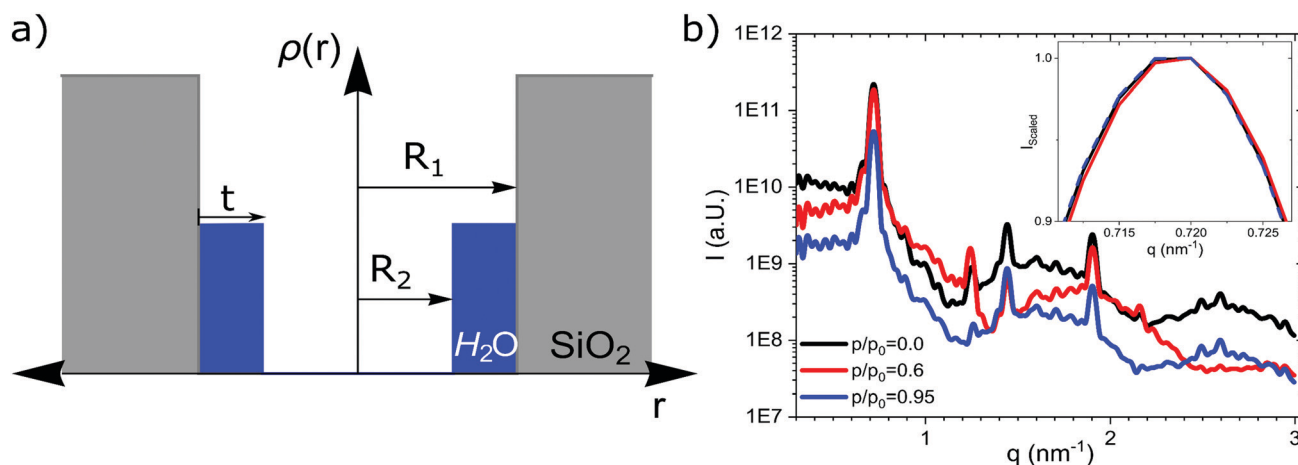 a)
ρ(r)
R1
t
R2
H2O
SiO2
r
b)
1E12
1E11
1E10
1E9
1E8
1E7
I (a.U.)
1
2
3
q (nm-1)
p/p0=0.0
p/p0=0.6
p/p0=0.95
1.0
0.9
IScaled
0.715
0.720
0.725
q (nm-1)